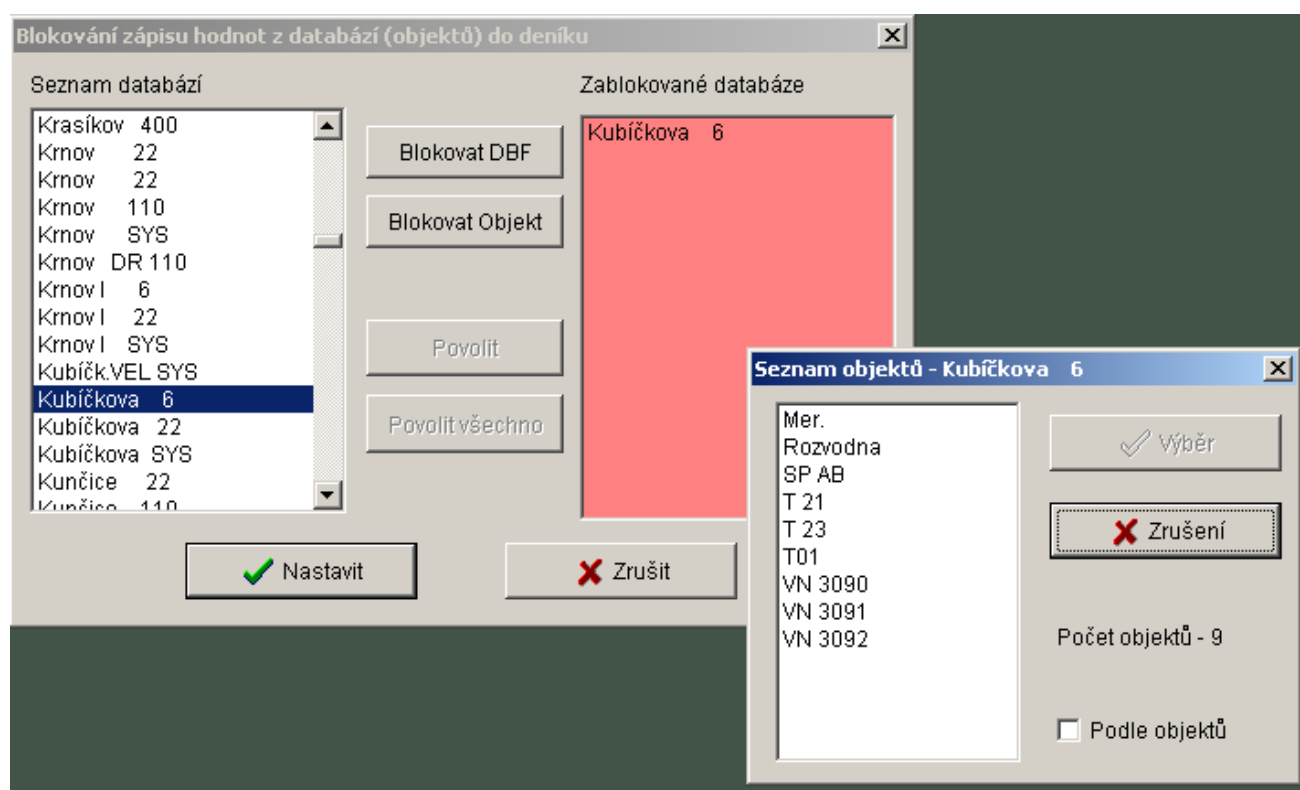 Blokování zápisu hodnot z databází (objektů) do deníku
Seznam databází
Krasíkov 400
Krnov 22
Krnov 22
Krnov 110
Krnov SYS
Krnov DR 110
Krnov I 6
Krnov I 22
Krnov I SYS
Kubíčk.VEL SYS
Kubíčkova 6
Kubíčkova 22
Kubíčkova SYS
Kunčice 22
Kunčice 110
Blokovat DBF
Blokovat Objekt
Povolit
Povolit všechno
Zablokované databáze
Kubíčkova 6
Nastavit
Zrušit
Seznam objektů - Kubíčkova 6
Mer.
Rozvodna
SP AB
T 21
T 23
T01
VN 3090
VN 3091
VN 3092
Výběr
Zrušení
Počet objektů - 9
Podle objektů